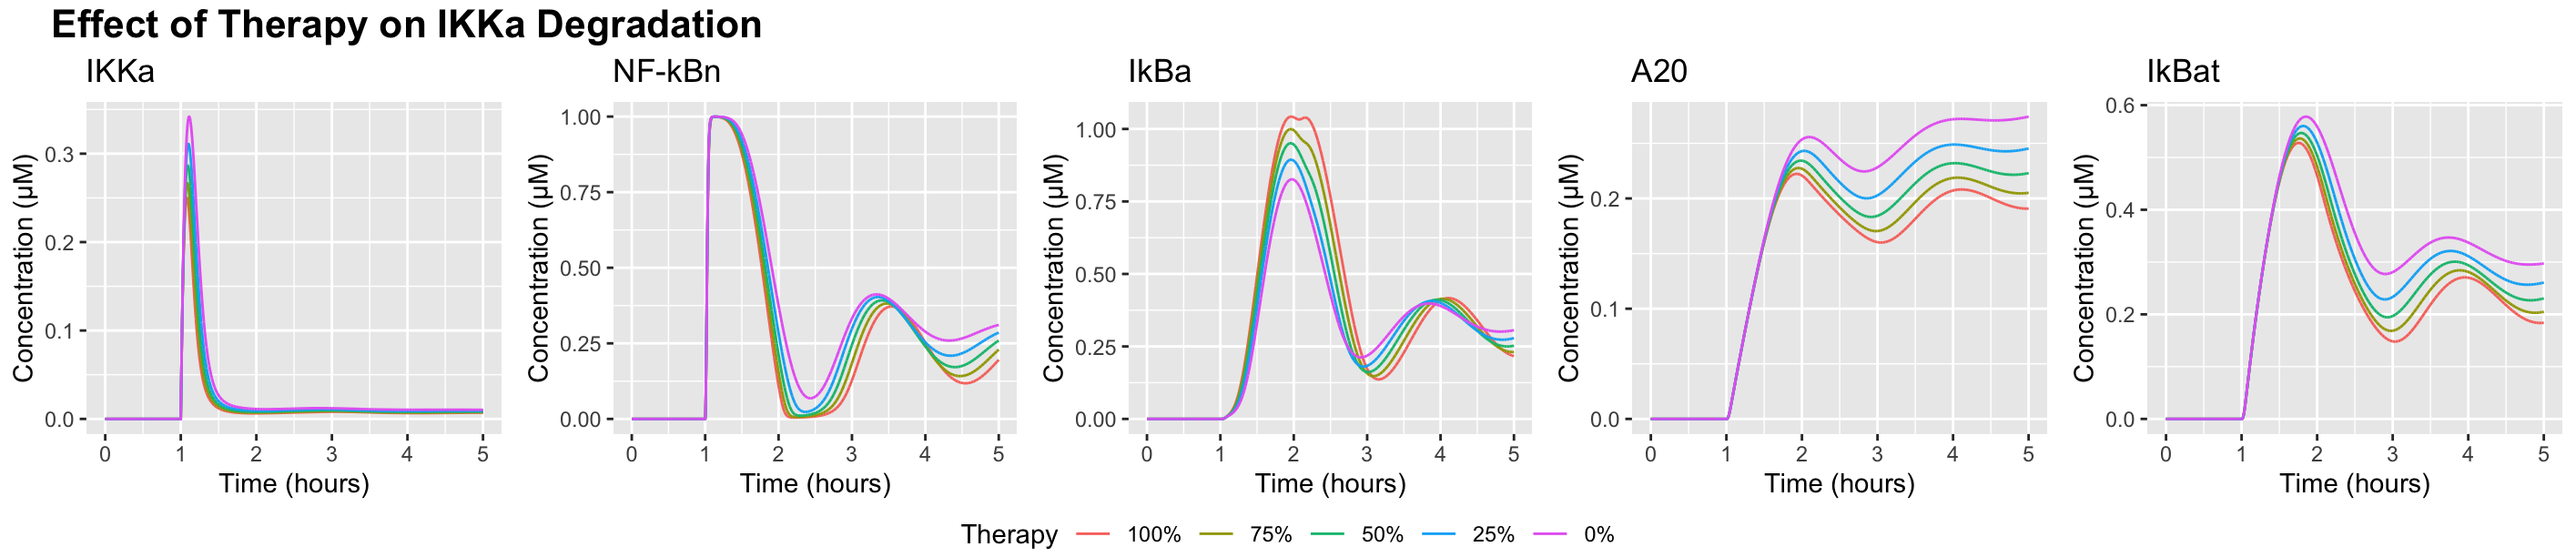 Effect of Therapy on IKKa Degradation
IKKa
NF-kBn
IkBa
A20
IkBat
Concentration (μM)
0.3
0.2
0.1
0.0
0 1 2 3 4 5
Time (hours)
Concentration (μM)
1.00
0.75
0.50
0.25
0.00
0 1 2 3 4 5
Time (hours)
Concentration (μM)
1.00
0.75
0.50
0.25
0.00
0 1 2 3 4 5
Time (hours)
Concentration (μM)
0.2
0.1
0.0
0 1 2 3 4 5
Time (hours)
Concentration (μM)
0.6
0.4
0.2
0.0
0 1 2 3 4 5
Time (hours)
Therapy 100% 75% 50% 25% 0%